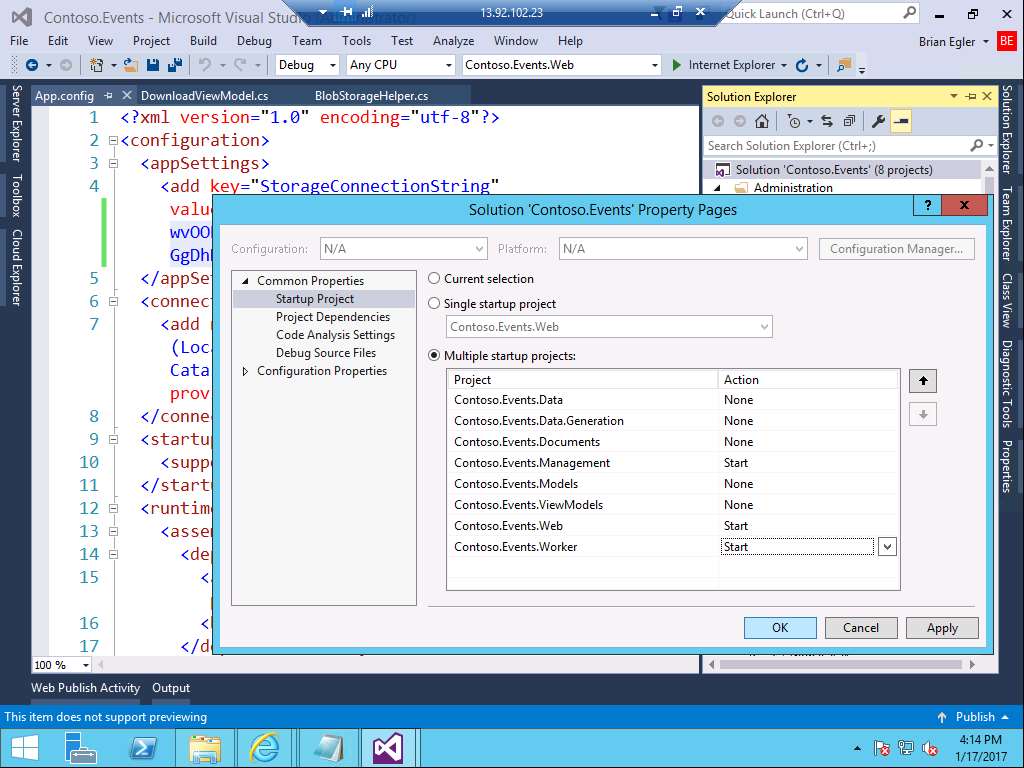 Contoso.Events - Microsoft Visual Studio (Administrator)
13.92.102.23
Quick Launch (Ctrl+Q)
File Edit View Project Build Debug Team Tools Test Analyze Window Help
Brian Egler BE
Debug Any CPU Contoso.Events.Web Internet Explorer
Server Explorer
Toolbox
Cloud Explorer
App.config DownloadViewModel.cs BlobStorageHelper.cs
1 <?xml version="1.0" encoding="utf-8"?>
2 <configuration>
3 <appSettings>
4 <add key="StorageConnectionString"
valu
wvOO
GgDh
5 </appSe
6 <connec
7 <add
(Loc
Cata
prov
8 </conne
9 <startu
10 <supp
11 </startu
12 <runtime
13 <asse
14 <dep
15 <
16 <
17 </de
100 %
Solution Explorer
Search Solution Explorer (Ctrl+;)
Solution 'Contoso.Events' (8 projects)
Administration
Solution Explorer
Team Explorer
Class View
Diagnostic Tools
Properties
Solution 'Contoso.Events' Property Pages
? x
Configuration: N/A Platform: N/A Configuration Manager...
Common Properties
Startup Project
Project Dependencies
Code Analysis Settings
Debug Source Files
Configuration Properties
Current selection
Single startup project
Contoso.Events.Web
Multiple startup projects:
Project Action
Contoso.Events.Data None
Contoso.Events.Data.Generation None
Contoso.Events.Documents None
Contoso.Events.Management Start
Contoso.Events.Models None
Contoso.Events.ViewModels None
Contoso.Events.Web Start
Contoso.Events.Worker Start
OK Cancel Apply
Web Publish Activity Output
This item does not support previewing
Publish
4:14 PM
1/17/2017